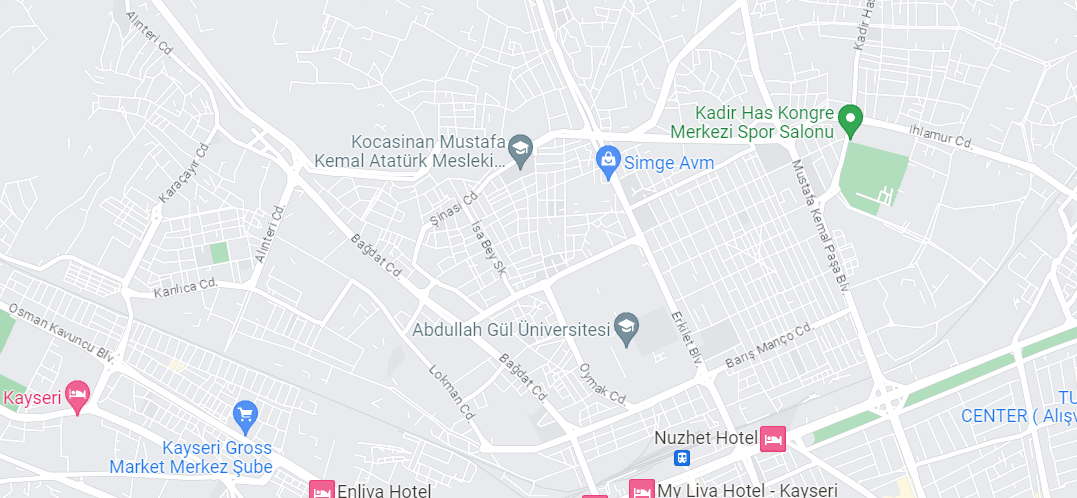 Kadir Has
Alınteri Cd.
Kadir Has Kongre
Merkezi Spor Salonu
Ihlamur Cd.
Kocasinan Mustafa
Kemal Atatürk Mesleki...
Simge Avm
Karaçayır Cd.
Şinasi Cd.
Mustafa Kemal Paşa Blv.
Alınteri Cd.
İsa Bey Sk.
Bağdat Cd.
Kanlıca Cd.
Osman Kavuncu Blv.
Abdullah Gül Üniversitesi
Erkilet Blv.
Barış Manço Cd.
Bağdat Cd.
Oymak Cd.
Lokman Cd.
Kayseri
TU
CENTER ( Alışv
Nuzhet Hotel
Kayseri Gross
Market Merkez Şube
Enliva Hotel
My Liva Hotel - Kayseri